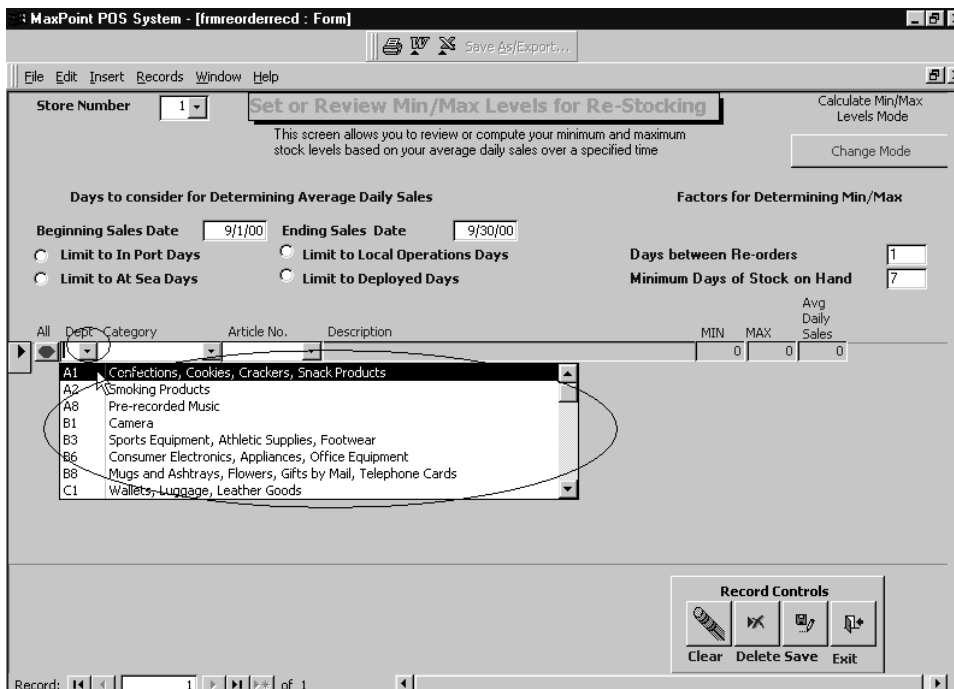 MaxPoint POS System - [frmreorderrecd : Form]
Save As/Export...
File Edit Insert Records Window Help
Store Number 1
Set or Review Min/Max Levels for Re-Stocking
Calculate Min/Max
Levels Mode
This screen allows you to review or compute your minimum and maximum
stock levels based on your average daily sales over a specified time
Change Mode
Days to consider for Determining Average Daily Sales
Factors for Determining Min/Max
Beginning Sales Date 9/1/00 Ending Sales Date 9/30/00
Limit to In Port Days Limit to Local Operations Days Days between Re-orders 1
Limit to At Sea Days Limit to Deployed Days Minimum Days of Stock on Hand 7
All Dept Category Article No. Description MIN MAX
Avg
Daily
Sales
0 0 0
A1 Confections, Cookies, Crackers, Snack Products
A2 Smoking Products
A8 Pre-recorded Music
B1 Camera
B3 Sports Equipment, Athletic Supplies, Footwear
B6 Consumer Electronics, Appliances, Office Equipment
B8 Mugs and Ashtrays, Flowers, Gifts by Mail, Telephone Cards
C1 Wallets, Luggage, Leather Goods
Record Controls
Clear Delete Save Exit
Record: 1 of 1